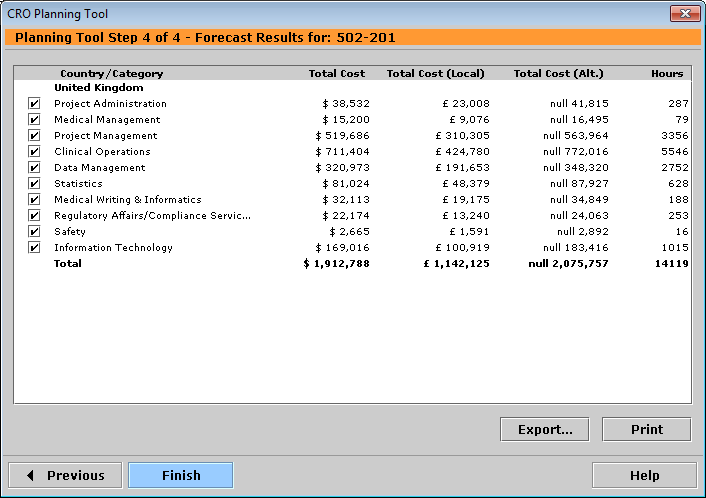 CRO Planning Tool
Planning Tool Step 4 of 4 - Forecast Results for: 502-201
Country/Category Total Cost Total Cost (Local) Total Cost (Alt.) Hours
United Kingdom
Project Administration $ 38,532 £ 23,008 null 41,815 287
Medical Management $ 15,200 £ 9,076 null 16,495 79
Project Management $ 519,686 £ 310,305 null 563,964 3356
Clinical Operations $ 711,404 £ 424,780 null 772,016 5546
Data Management $ 320,973 £ 191,653 null 348,320 2752
Statistics $ 81,024 £ 48,379 null 87,927 628
Medical Writing & Informatics $ 32,113 £ 19,175 null 34,849 188
Regulatory Affairs/Compliance Servic... $ 22,174 £ 13,240 null 24,063 253
Safety $ 2,665 £ 1,591 null 2,892 16
Information Technology $ 169,016 £ 100,919 null 183,416 1015
Total $ 1,912,788 £ 1,142,125 null 2,075,757 14119
Export... Print
Previous Finish Help